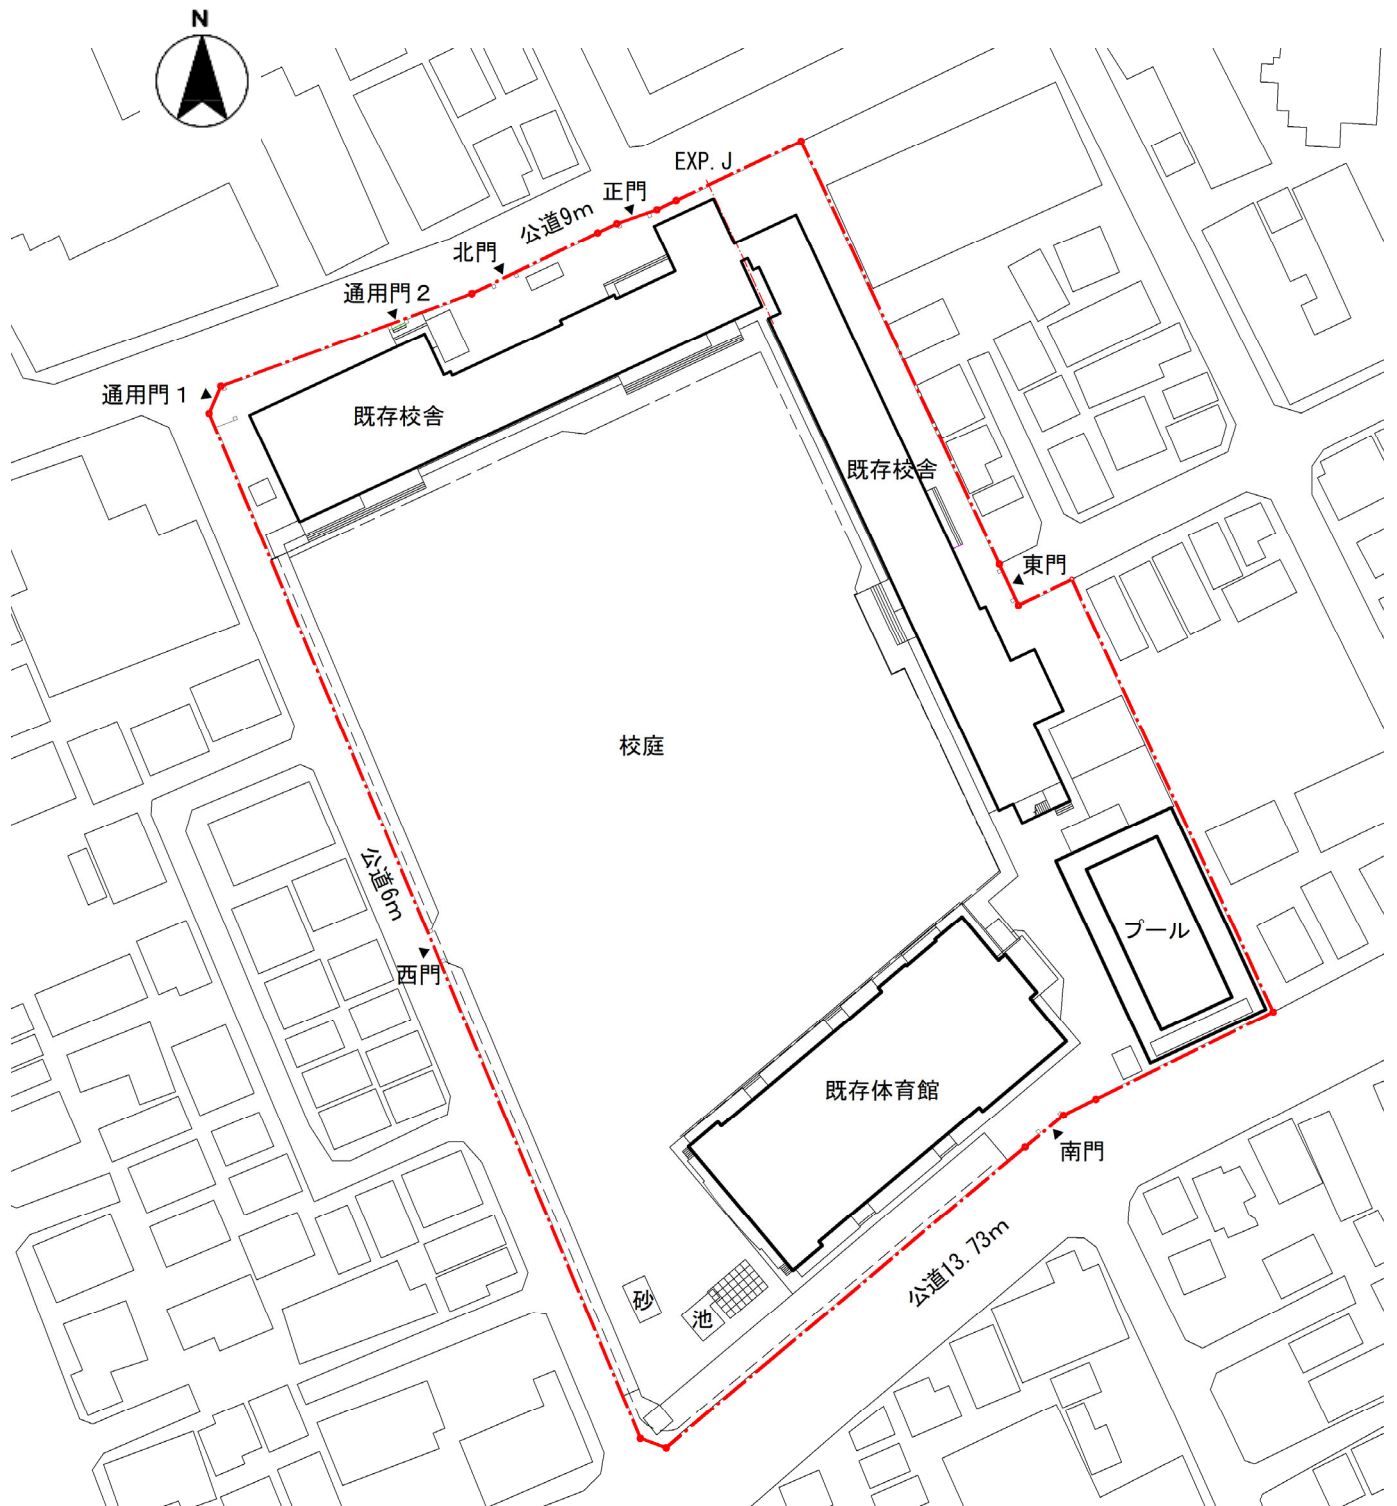 N
EXP.J
正門
公道9m
北門
通用門2
通用門1
既存校舎
既存校舎
東門
校庭
公道6m
西門
プール
既存体育館
南門
公道13.73m
砂
池